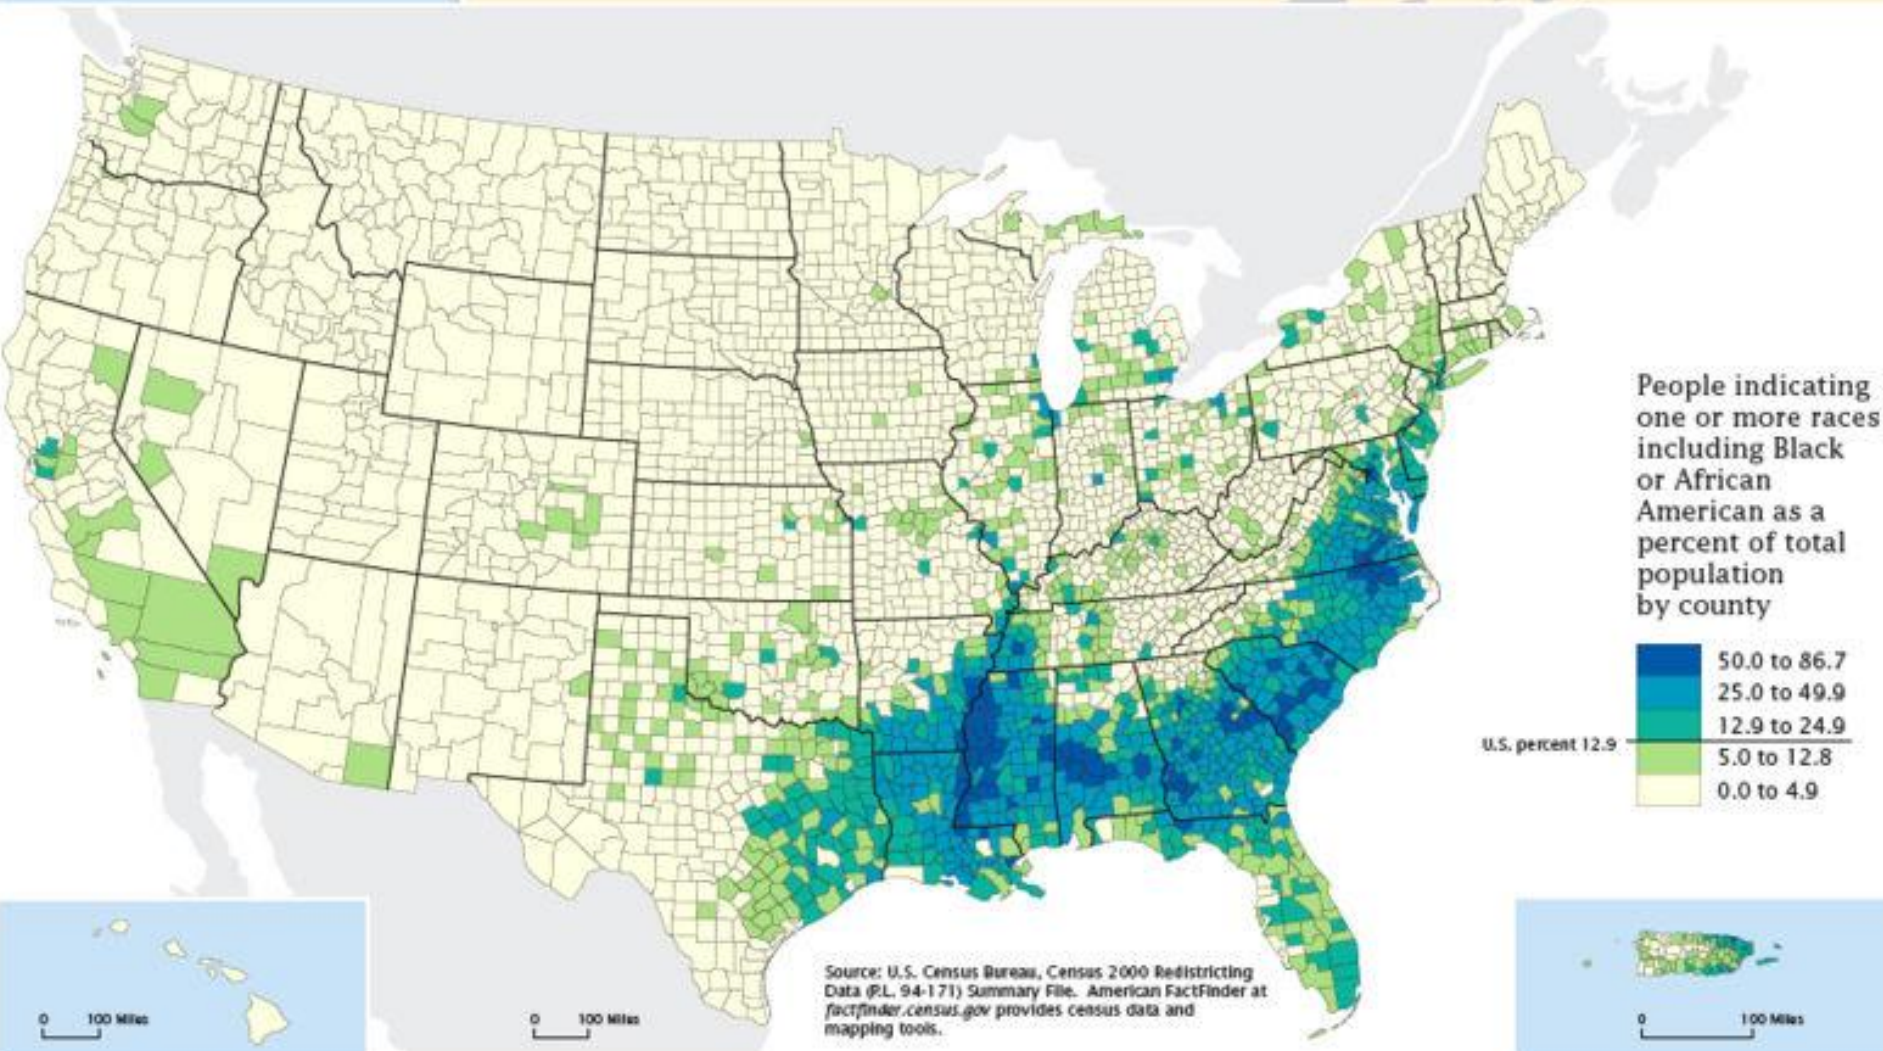 People indicating
one or more races
including Black
or African
American as a
percent of total
population
by county
50.0 to 86.7
25.0 to 49.9
12.9 to 24.9
U.S. percent 12.9
5.0 to 12.8
0.0 to 4.9
Source: U.S. Census Bureau, Census 2000 Redistricting
Data (P.L. 94-171) Summary File. American FactFinder at
factfinder.census.gov provides census data and
mapping tools.
0 100 Miles
0 100 Miles
0 100 Miles